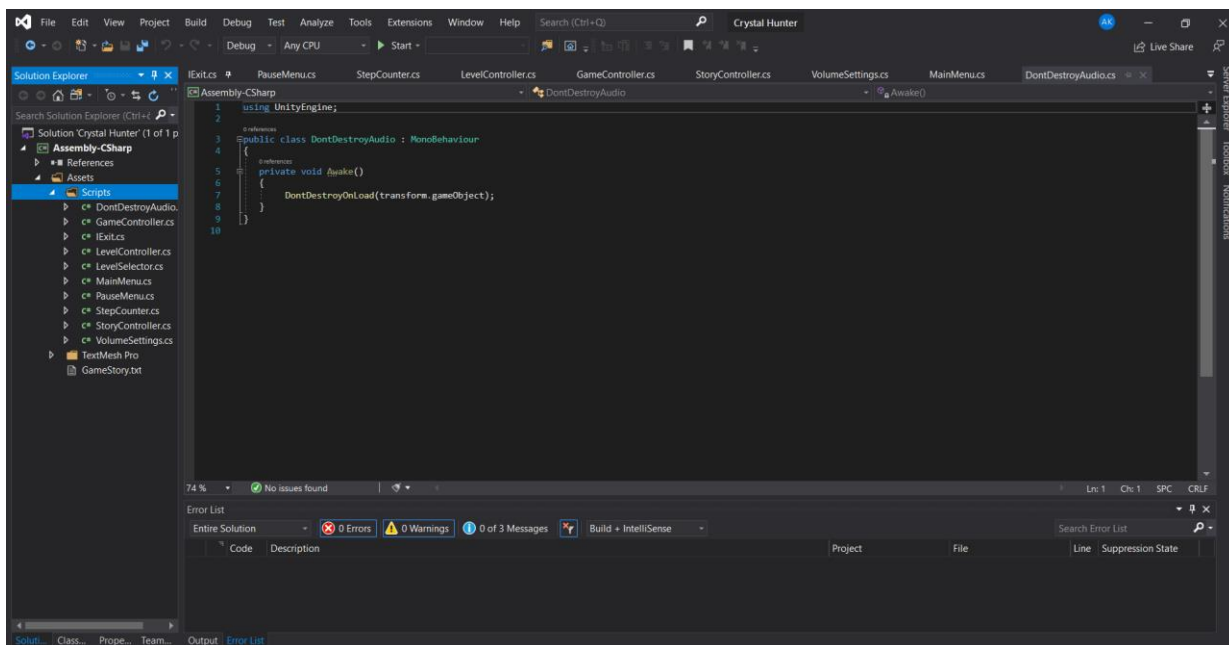 File Edit View Project Build Debug Test Analyze Tools Extensions Window Help Search (Ctrl+Q) Crystal Hunter AK
Debug Any CPU Start Live Share
Solution Explorer
Search Solution Explorer (Ctrl+č
Solution 'Crystal Hunter' (1 of 1 p
Assembly-CSharp
References
Assets
Scripts
C# DontDestroyAudio.
C# GameController.cs
C# IExit.cs
C# LevelController.cs
C# LevelSelector.cs
C# MainMenu.cs
C# PauseMenu.cs
C# StepCounter.cs
C# StoryController.cs
C# VolumeSettings.cs
TextMesh Pro
GameStory.txt
Soluti... Class... Prope... Team...
IExit.cs PauseMenu.cs StepCounter.cs LevelController.cs GameController.cs StoryController.cs VolumeSettings.cs MainMenu.cs DontDestroyAudio.cs
C# Assembly-CSharp DontDestroyAudio Awake()
1 using UnityEngine;
2
0 references
3 public class DontDestroyAudio : MonoBehaviour
4 {
0 references
5 private void Awake()
6 {
7 DontDestroyOnLoad(transform.gameObject);
8 }
9 }
10
74 % No issues found Ln: 1 Ch: 1 SPC CRLF
Error List
Entire Solution 0 Errors 0 Warnings 0 of 3 Messages Build + IntelliSense Search Error List
Code Description Project File Line Suppression State
Output Error List
Server Explorer Toolbox Notifications